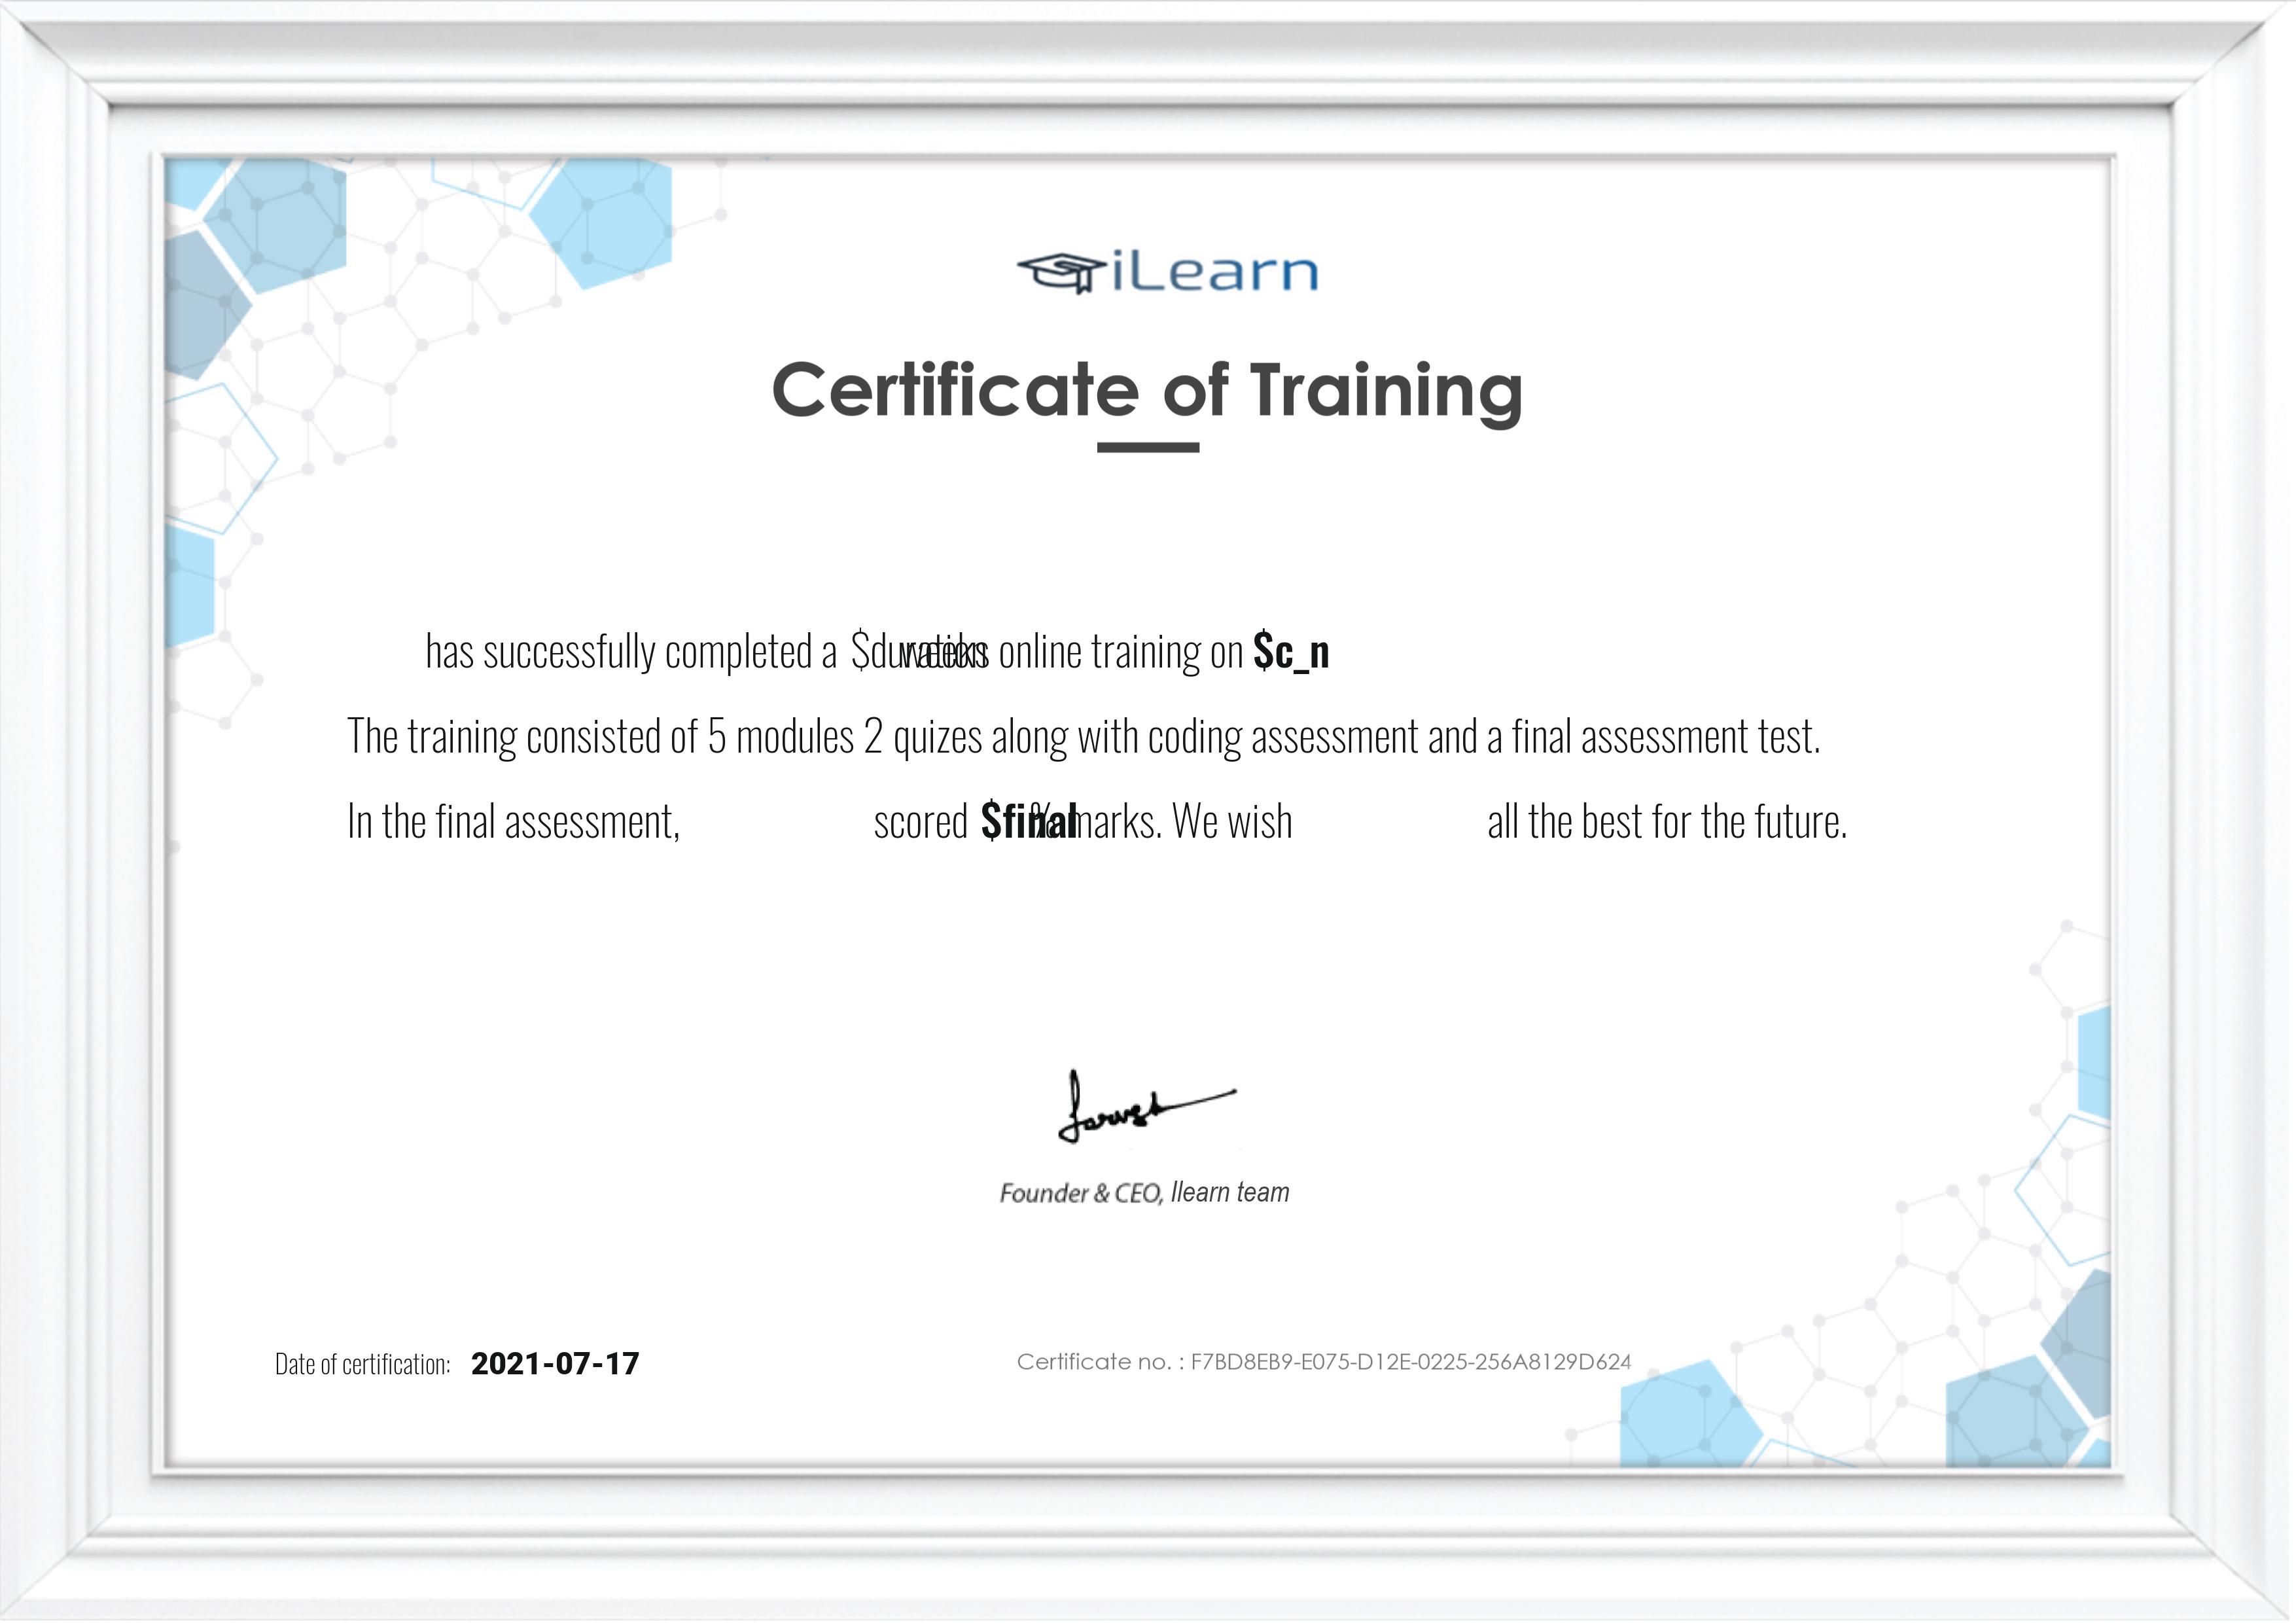 iLearn
Certificate of Training
has successfully completed a $duration weeks online training on $c_n
The training consisted of 5 modules 2 quizes along with coding assessment and a final assessment test.
In the final assessment, scored $final % marks. We wish all the best for the future.
Founder & CEO, Ilearn team
Date of certification: 2021-07-17
Certificate no. : F7BD8EB9-E075-D12E-0225-256A8129D624